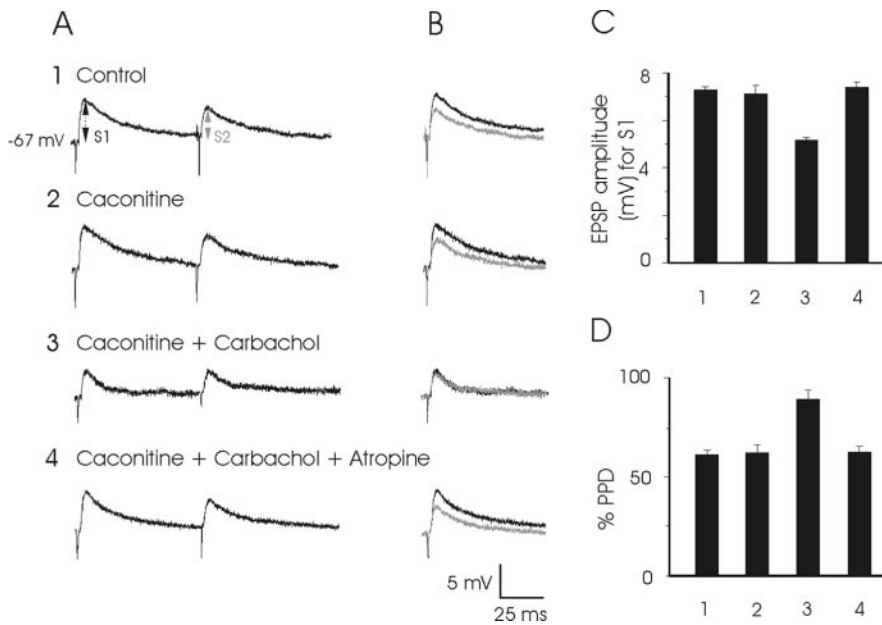 A
B
C
1 Control
-67 mV
S1
S2
2 Caconitine
3 Caconitine + Carbachol
4 Caconitine + Carbachol + Atropine
5 mV
25 ms
EPSP amplitude
(mV) for S1
8
4
0
1 2 3 4
D
% PPD
100
50
0
1 2 3 4